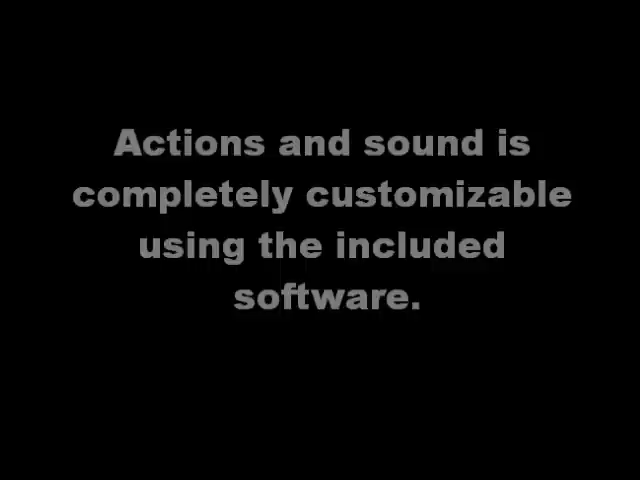 Actions and sound is
completely customizable
using the included
software.